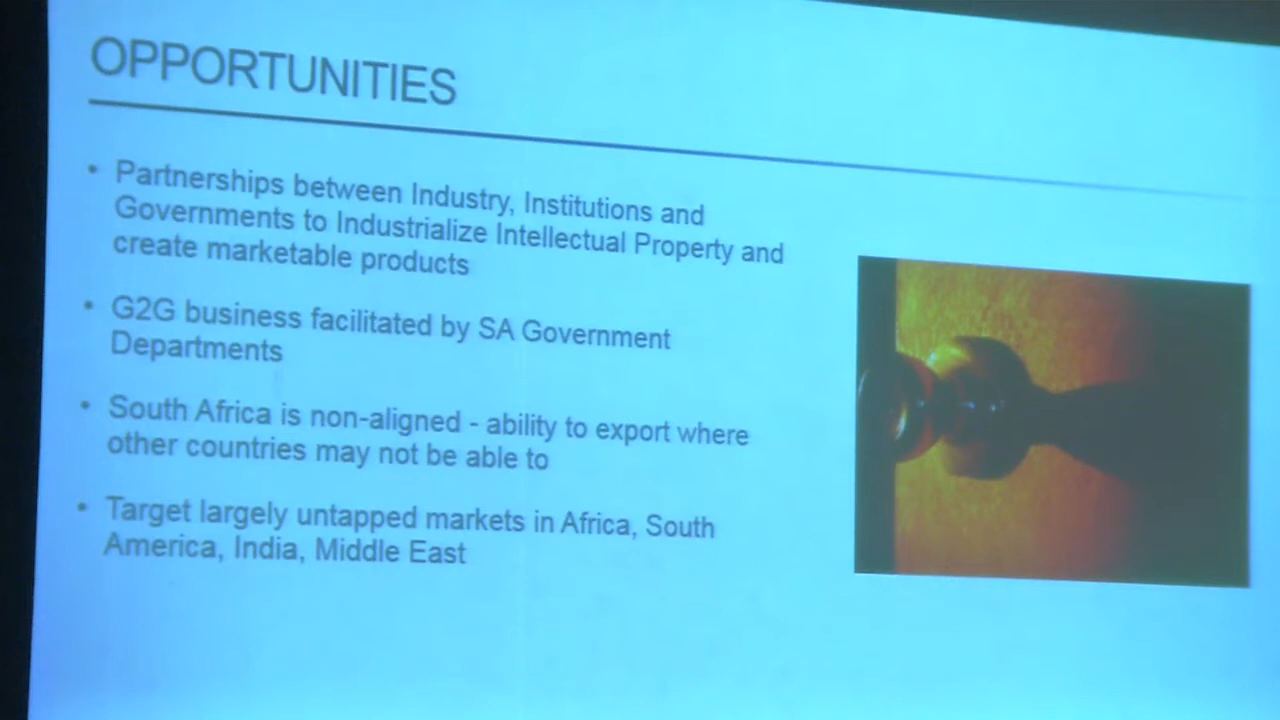 OPPORTUNITIES
• Partnerships between Industry, Institutions and
Governments to Industrialize Intellectual Property and
create marketable products
• G2G business facilitated by SA Government
Departments
• South Africa is non-aligned - ability to export where
other countries may not be able to
• Target largely untapped markets in Africa, South
America, India, Middle East